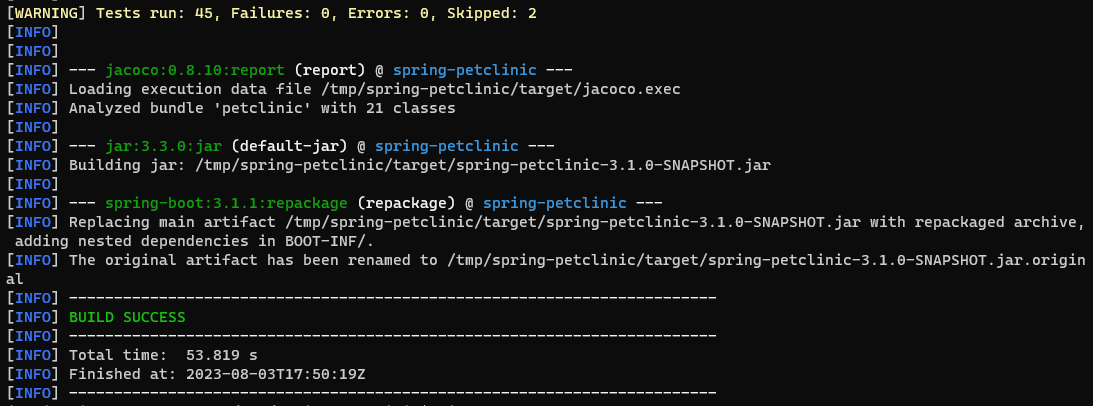 [WARNING] Tests run: 45, Failures: 0, Errors: 0, Skipped: 2
[INFO]
[INFO]
[INFO] --- jacoco:0.8.10:report (report) @ spring-petclinic ---
[INFO] Loading execution data file /tmp/spring-petclinic/target/jacoco.exec
[INFO] Analyzed bundle 'petclinic' with 21 classes
[INFO]
[INFO] --- jar:3.3.0:jar (default-jar) @ spring-petclinic ---
[INFO] Building jar: /tmp/spring-petclinic/target/spring-petclinic-3.1.0-SNAPSHOT.jar
[INFO]
[INFO] --- spring-boot:3.1.1:repackage (repackage) @ spring-petclinic ---
[INFO] Replacing main artifact /tmp/spring-petclinic/target/spring-petclinic-3.1.0-SNAPSHOT.jar with repackaged archive,
 adding nested dependencies in BOOT-INF/.
[INFO] The original artifact has been renamed to /tmp/spring-petclinic/target/spring-petclinic-3.1.0-SNAPSHOT.jar.origin
al
[INFO] ------------------------------------------------------------------------
[INFO] BUILD SUCCESS
[INFO] ------------------------------------------------------------------------
[INFO] Total time:  53.819 s
[INFO] Finished at: 2023-08-03T17:50:19Z
[INFO] ------------------------------------------------------------------------